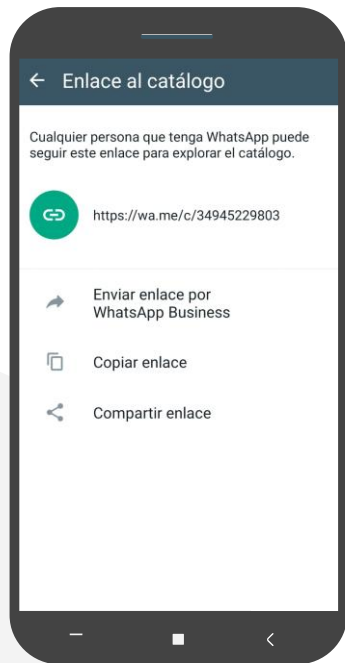 Enlace al catálogo
Cualquier persona que tenga WhatsApp puede
seguir este enlace para explorar el catálogo.
https://wa.me/c/34945229803
Enviar enlace por
WhatsApp Business
Copiar enlace
Compartir enlace